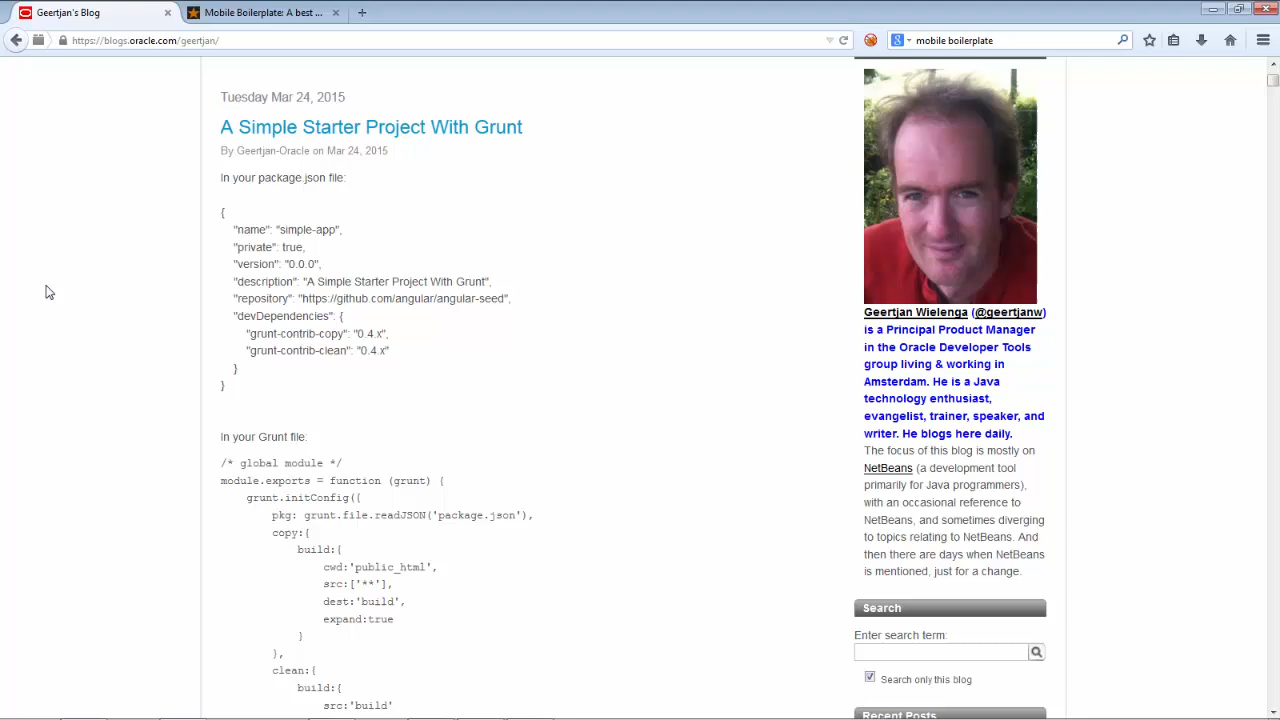 Geertjan's Blog
Mobile Boilerplate: A best ...
https://blogs.oracle.com/geertjan/
mobile boilerplate
Tuesday Mar 24, 2015
A Simple Starter Project With Grunt
By Geertjan-Oracle on Mar 24, 2015
In your package.json file:
{
"name": "simple-app",
"private": true,
"version": "0.0.0",
"description": "A Simple Starter Project With Grunt",
"repository": "https://github.com/angular/angular-seed",
"devDependencies": {
"grunt-contrib-copy": "0.4.x",
"grunt-contrib-clean": "0.4.x"
}
}
In your Grunt file:
/* global module */
module.exports = function (grunt) {
grunt.initConfig({
pkg: grunt.file.readJSON('package.json'),
copy:{
build:{
cwd:'public_html',
src:['**'],
dest:'build',
expand:true
}
},
clean:{
build:{
src:'build'
Geertjan Wielenga (@geertjanw)
is a Principal Product Manager
in the Oracle Developer Tools
group living & working in
Amsterdam. He is a Java
technology enthusiast,
evangelist, trainer, speaker, and
writer. He blogs here daily.
The focus of this blog is mostly on
NetBeans (a development tool
primarily for Java programmers),
with an occasional reference to
NetBeans, and sometimes diverging
to topics relating to NetBeans. And
then there are days when NetBeans
is mentioned, just for a change.
Search
Enter search term:
Search only this blog
Recent Posts